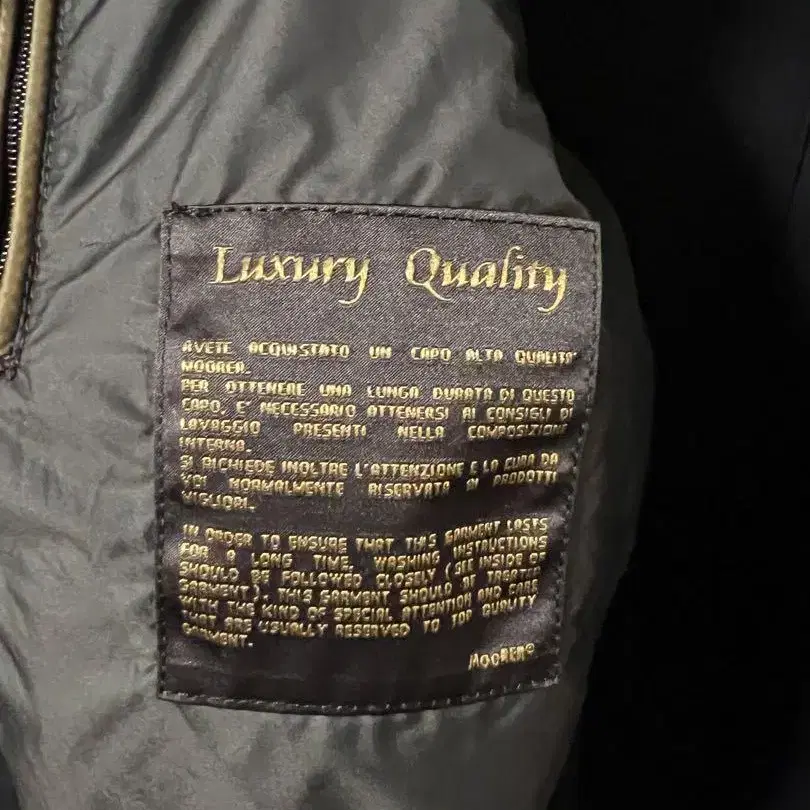 Luxury Quality
AVETE ACQUISTATO UN CAPO ALTA QUALITA'
MOORER.
PER OTTENERE UNA LUNGA DURATA DI QUESTO
CAPO, E' NECESSARIO ATTENERSI AI CONSIGLI DI
LAVAGGIO PRESENTI NELLA COMPOSIZIONE
INTERNA.
SI RICHIEDE INOLTRE L'ATTENZIONE E LA CURA DA
VOI NORMALMENTE RISERVATA AI PRODOTTI
MIGLIORI.
IN ORDER TO ENSURE THAT THIS GARMENT LASTS
FOR A LONG TIME, WASHING INSTRUCTIONS
SHOULD BE FOLLOWED CLOSELY (SEE INSIDE OF
GARMENT). THIS GARMENT SHOULD BE TREATED
WITH THE KIND OF SPECIAL ATTENTION AND CARE
THAT ARE USUALLY RESERVED TO TOP QUALITY
GARMENT.
MOORER®